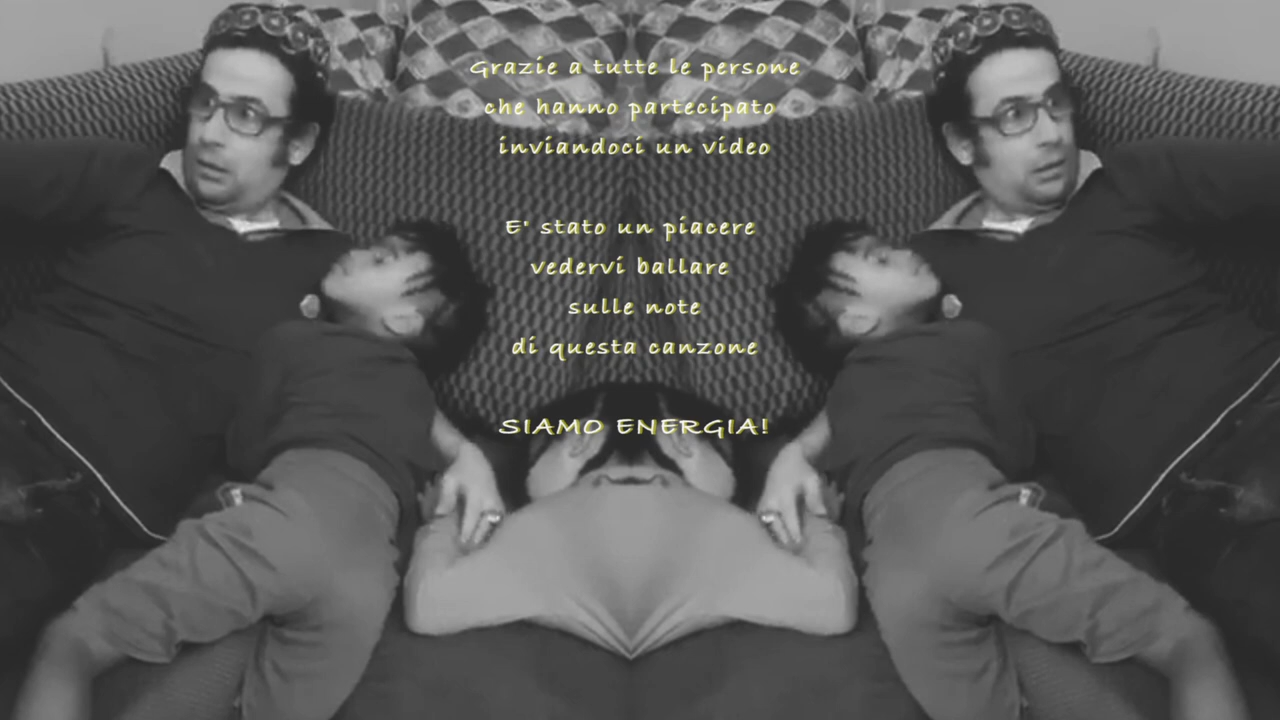 Grazie a tutte le persone
che hanno partecipato
inviandoci un video
E' stato un piacere
vedervi ballare
sulle note
di questa canzone
SIAMO ENERGIA!